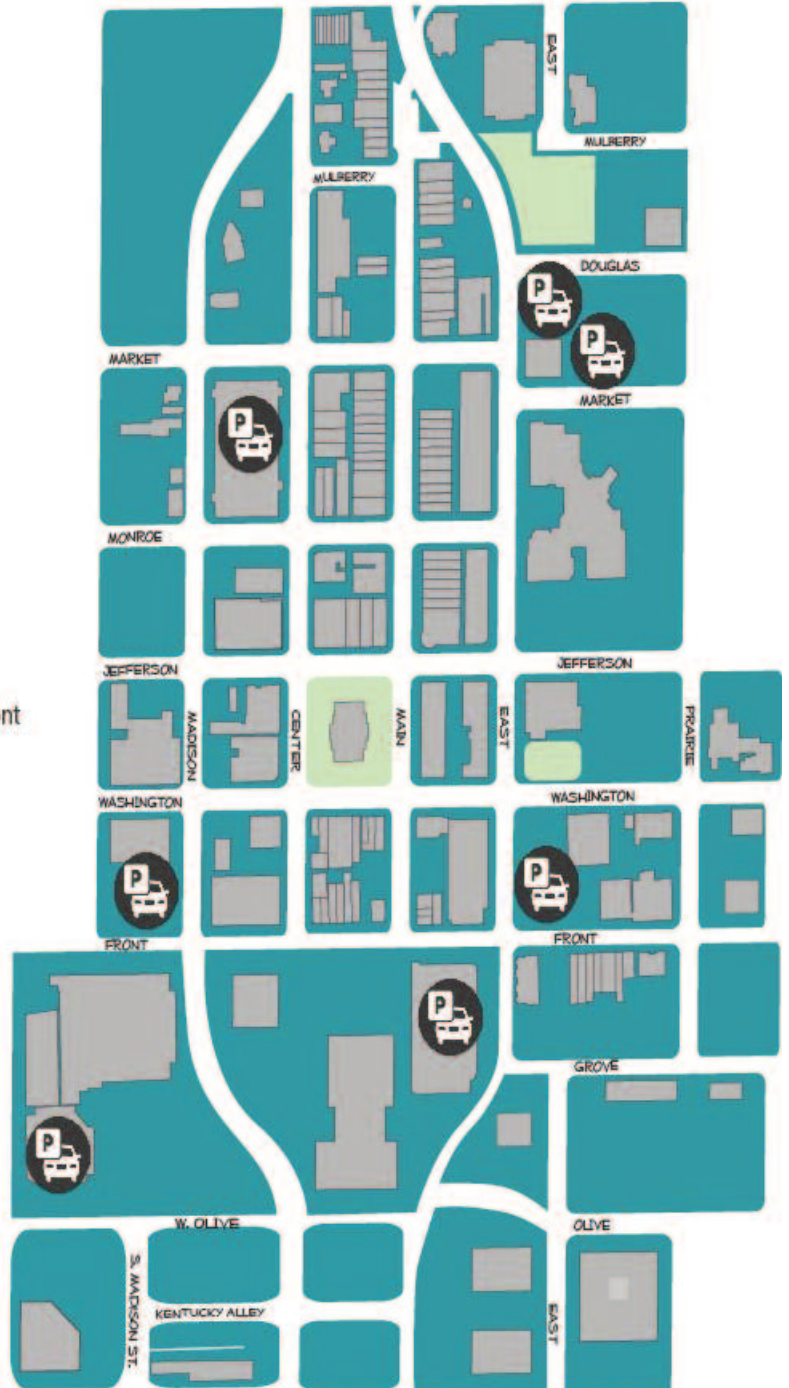 EAST
MULBERRY
MULBERRY
DOUGLAS
P
P
MARKET
MARKET
P
MONROE
JEFFERSON
JEFFERSON
nt
MADISON
CENTER
MAIN
EAST
PRAIRIE
WASHINGTON
WASHINGTON
P
P
FRONT
FRONT
P
GROVE
P
W. OLIVE
OLIVE
S. MADISON ST.
KENTUCKY ALLEY
EAST